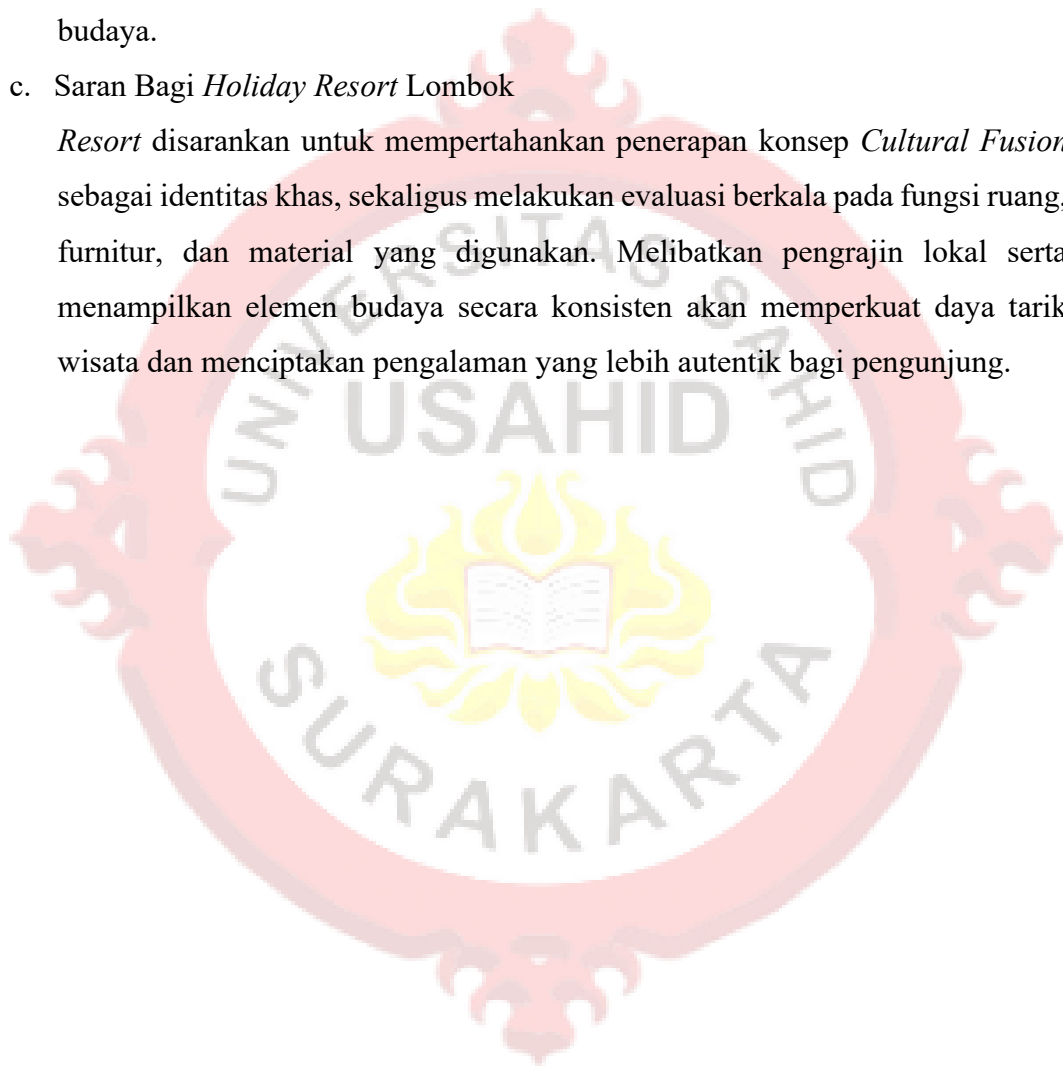 budaya.
c. Saran Bagi Holiday Resort Lombok
Resort disarankan untuk mempertahankan penerapan konsep Cultural Fusion
sebagai identitas khas, sekaligus melakukan evaluasi berkala pada fungsi ruang,
furnitur, dan material yang digunakan. Melibatkan pengrajin lokal serta
menampilkan elemen budaya secara konsisten akan memperkuat daya tarik
wisata dan menciptakan pengalaman yang lebih autentik bagi pengunjung.
UNIVERSITAS SAHID
USAHID
SURAKARTA